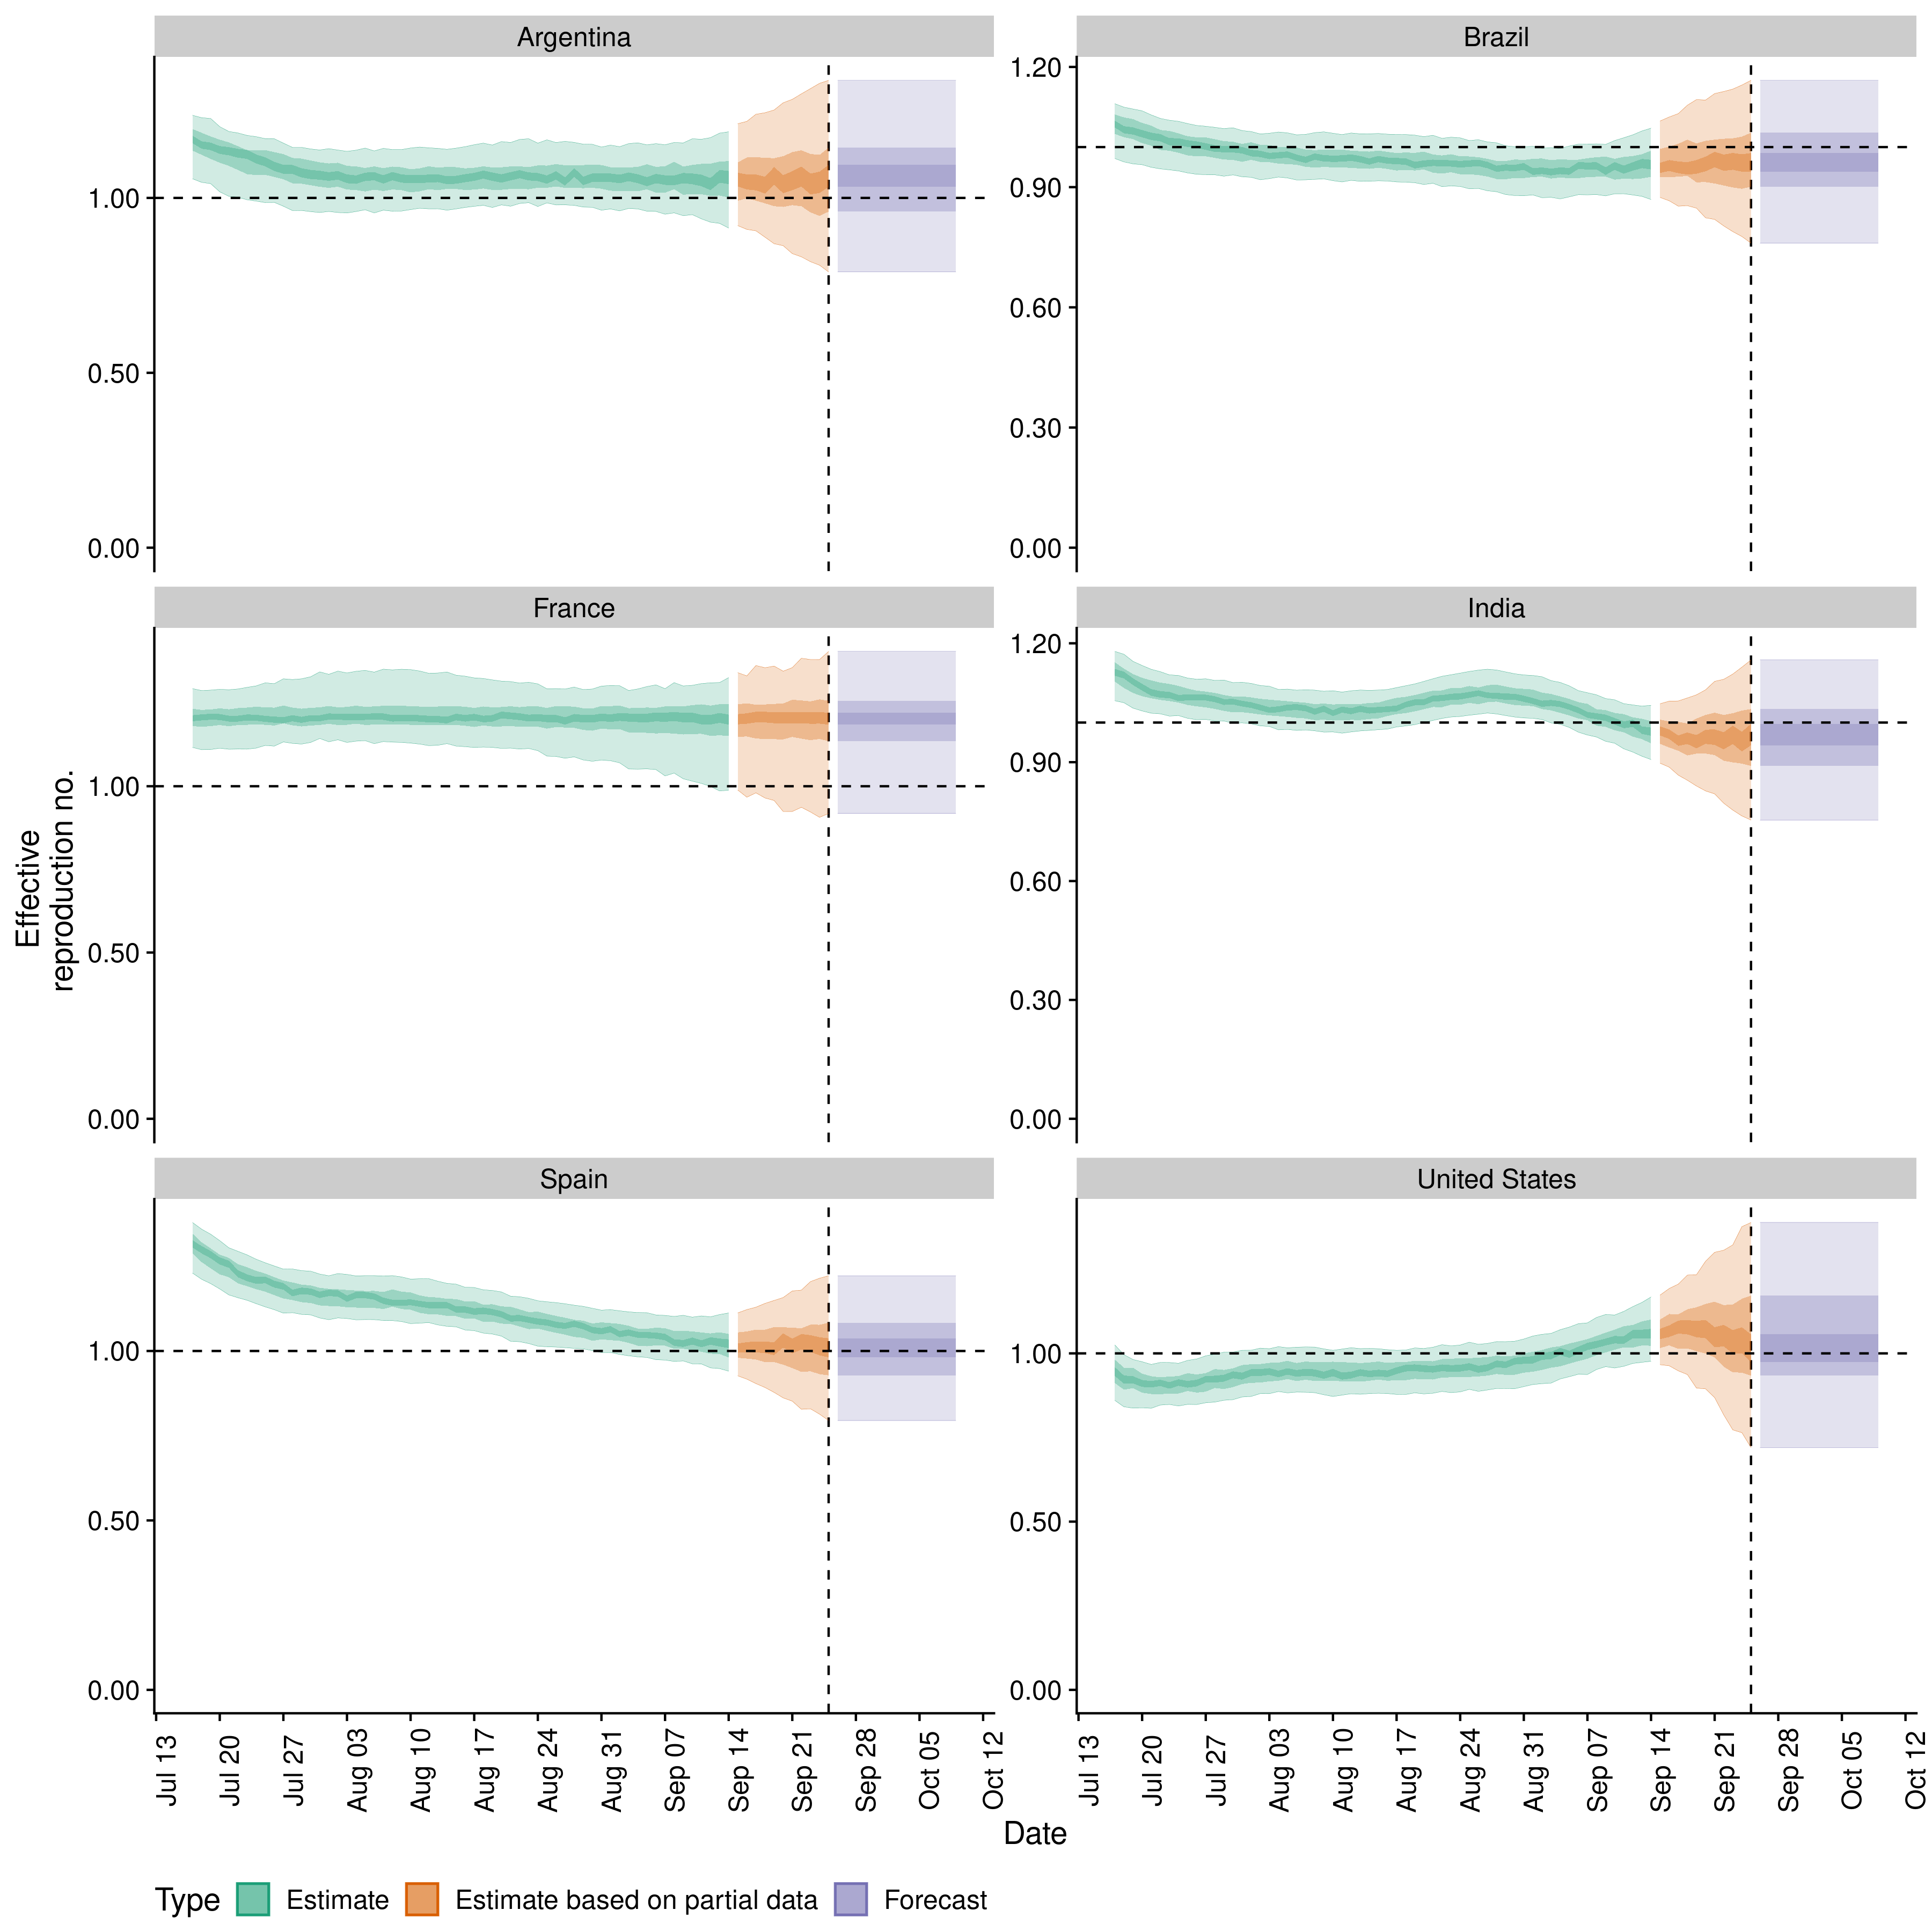 Argentina
Brazil
1.00
0.50
0.00
1.20
0.90
0.60
0.30
0.00
France
India
1.00
0.50
0.00
1.20
0.90
0.60
0.30
0.00
Effective
reproduction no.
Spain
United States
1.00
0.50
0.00
1.00
0.50
0.00
Jul 13
Jul 20
Jul 27
Aug 03
Aug 10
Aug 17
Aug 24
Aug 31
Sep 07
Sep 14
Sep 21
Sep 28
Oct 05
Oct 12
Jul 13
Jul 20
Jul 27
Aug 03
Aug 10
Aug 17
Aug 24
Aug 31
Sep 07
Sep 14
Sep 21
Sep 28
Oct 05
Oct 12
Date
Type Estimate Estimate based on partial data Forecast